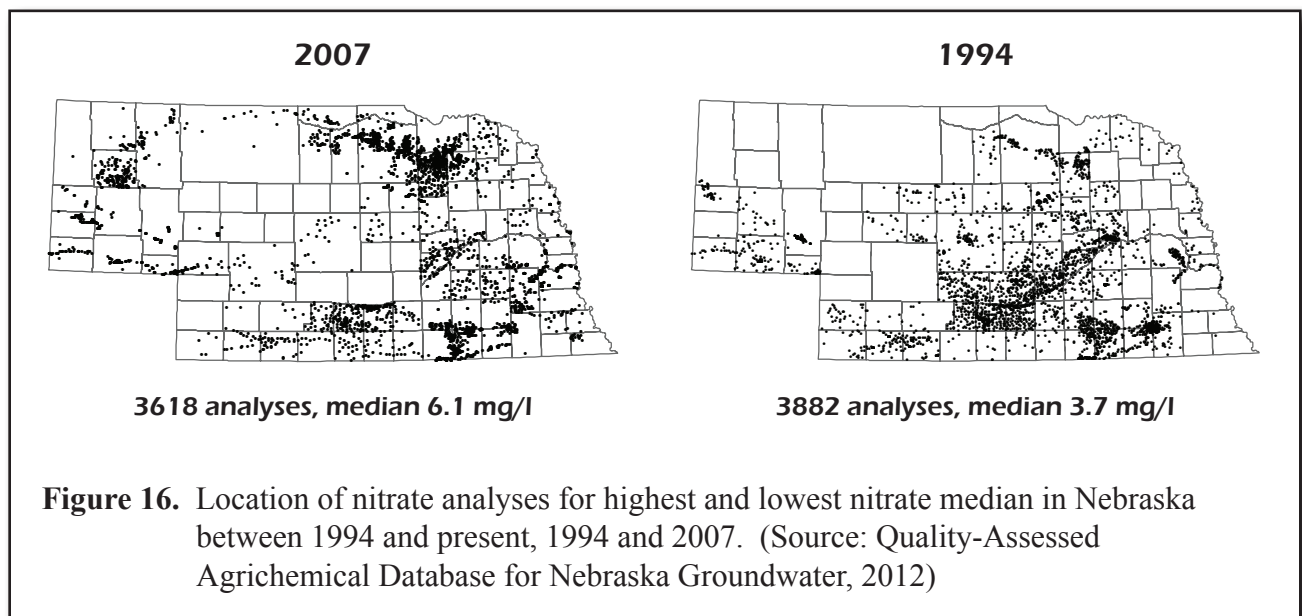 2007
1994
3618 analyses, median 6.1 mg/l
3882 analyses, median 3.7 mg/l
Figure 16. Location of nitrate analyses for highest and lowest nitrate median in Nebraska
between 1994 and present, 1994 and 2007. (Source: Quality-Assessed
Agrichemical Database for Nebraska Groundwater, 2012)